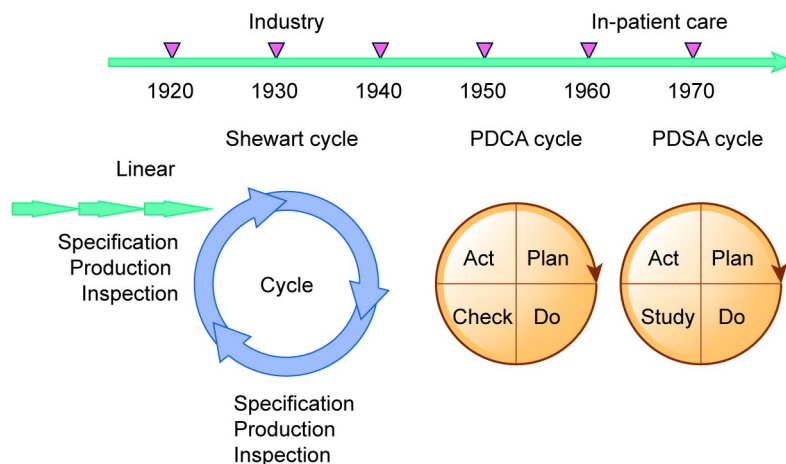 Industry
In-patient care
1920
1930
1940
1950
1960
1970
Shewart cycle
PDCA cycle
PDSA cycle
Linear
Specification
Production
Inspection
Cycle
Specification
Production
Inspection
Act
Plan
Check
Do
Act
Plan
Study
Do